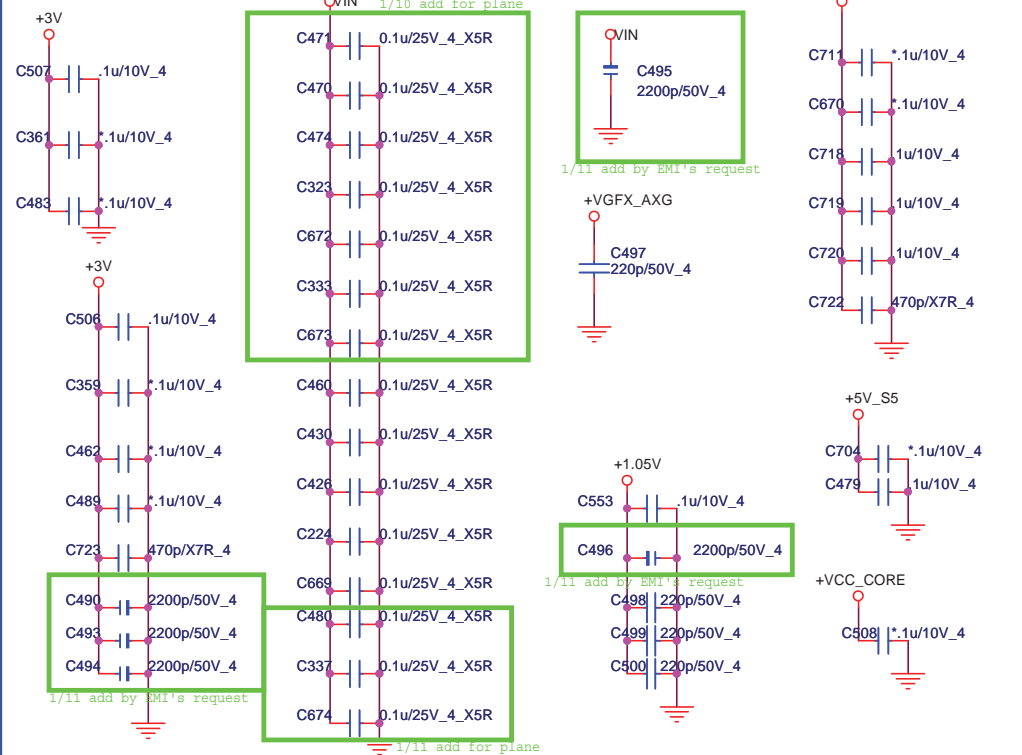 +3V
C507 .1u/10V_4
C361 *.1u/10V_4
C483 *.1u/10V_4
+3V
C506 .1u/10V_4
C359 *.1u/10V_4
C462 *.1u/10V_4
C489 *.1u/10V_4
C723 470p/X7R_4
C490 2200p/50V_4
C493 2200p/50V_4
C494 2200p/50V_4
1/11 add by EMI's request
VIN
1/10 add for plane
C471 0.1u/25V_4_X5R
C470 0.1u/25V_4_X5R
C474 0.1u/25V_4_X5R
C323 0.1u/25V_4_X5R
C672 0.1u/25V_4_X5R
C333 0.1u/25V_4_X5R
C673 0.1u/25V_4_X5R
C460 0.1u/25V_4_X5R
C430 0.1u/25V_4_X5R
C426 0.1u/25V_4_X5R
C224 0.1u/25V_4_X5R
C669 0.1u/25V_4_X5R
C480 0.1u/25V_4_X5R
C337 0.1u/25V_4_X5R
C674 0.1u/25V_4_X5R
1/11 add for plane
VIN
C495
2200p/50V_4
1/11 add by EMI's request
+VGFX_AXG
C497
220p/50V_4
+1.05V
C553 .1u/10V_4
C496 2200p/50V_4
1/11 add by EMI's request
C498 220p/50V_4
C499 220p/50V_4
C500 220p/50V_4
C711 *.1u/10V_4
C670 *.1u/10V_4
C718 .1u/10V_4
C719 .1u/10V_4
C720 .1u/10V_4
C722 470p/X7R_4
+5V_S5
C704 *.1u/10V_4
C479 .1u/10V_4
+VCC_CORE
C508 *.1u/10V_4